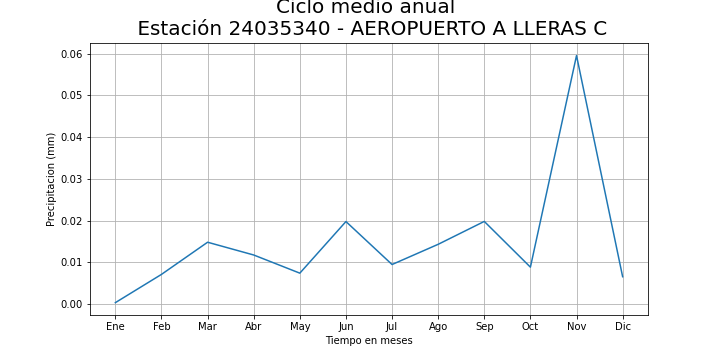 Ciclo medio anual
Estación 24035340 - AEROPUERTO A LLERAS C
0.06
0.05
0.04
0.03
0.02
0.01
0.00
Precipitacion (mm)
Ene Feb Mar Abr May Jun Jul Ago Sep Oct Nov Dic
Tiempo en meses